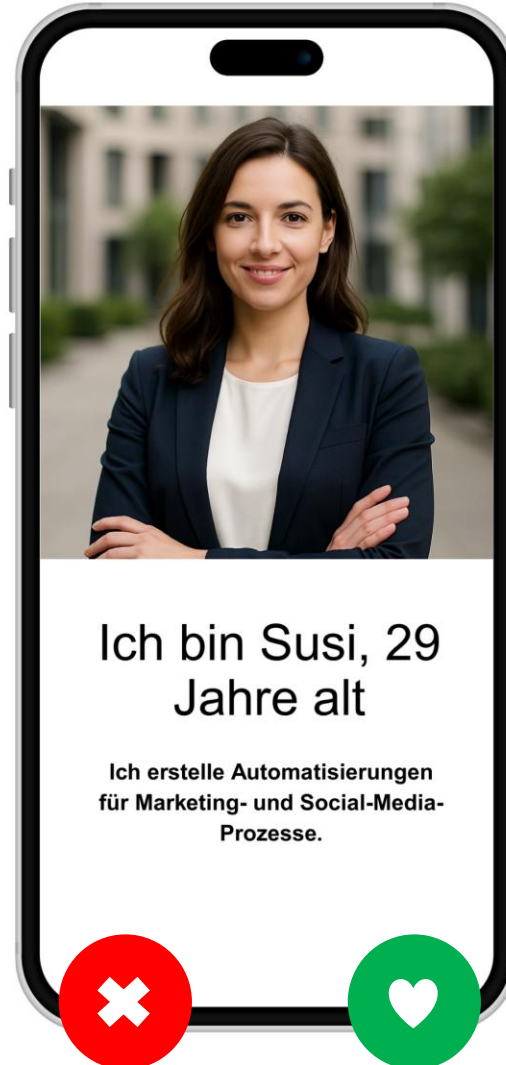 Ich bin Susi, 29
Jahre alt
Ich erstelle Automatisierungen
für Marketing- und Social-Media-
Prozesse.